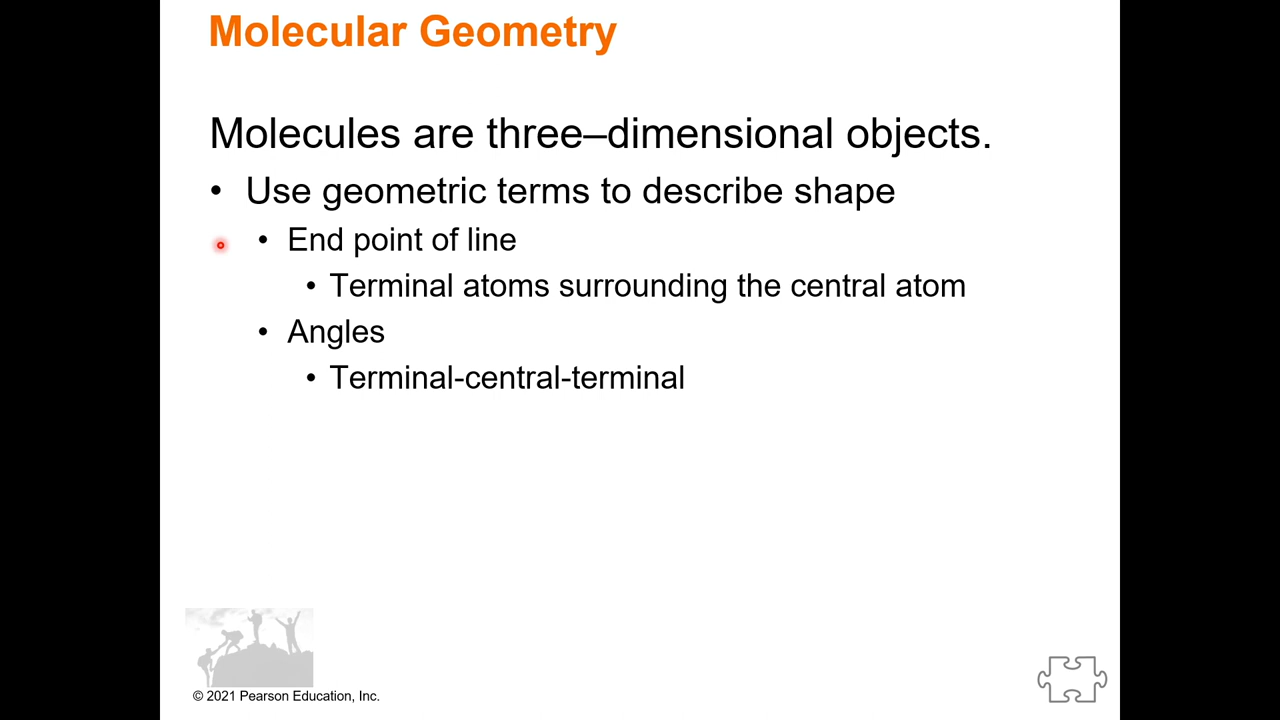 Molecular Geometry
Molecules are three–dimensional objects.
• Use geometric terms to describe shape
• End point of line
• Terminal atoms surrounding the central atom
• Angles
• Terminal-central-terminal
© 2021 Pearson Education, Inc.